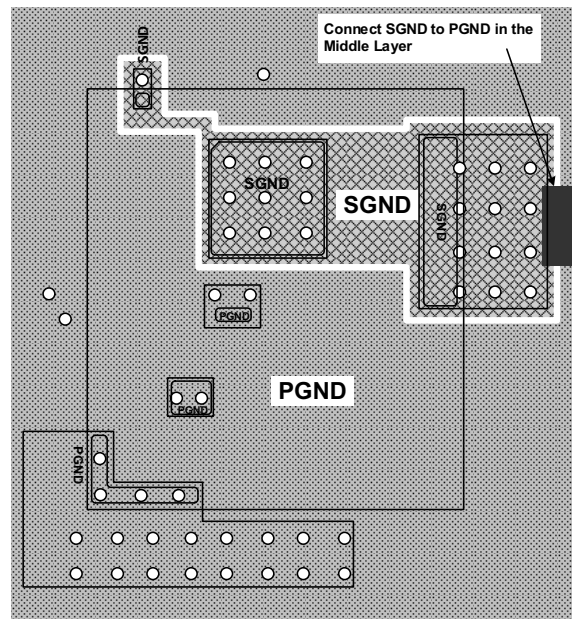 Connect SGND to PGND in the
Middle Layer
SGND
SGND
SGND
SGND
PGND
PGND
PGND
PGND